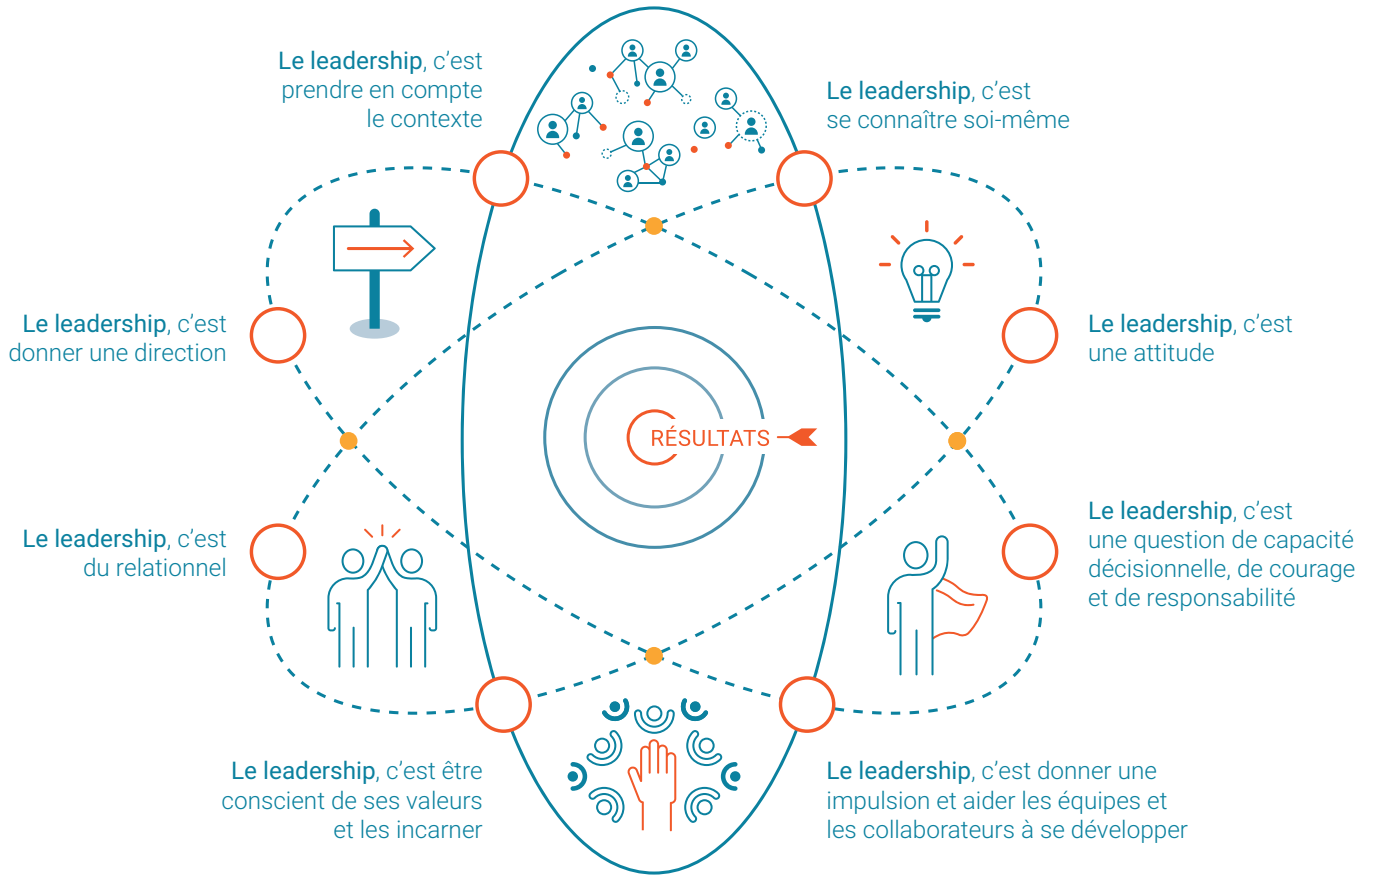 Le leadership, c’est
prendre en compte
le contexte
Le leadership, c’est
se connaître soi-même
Le leadership, c’est
donner une direction
Le leadership, c’est
une attitude
RÉSULTATS
Le leadership, c’est
du relationnel
Le leadership, c’est
une question de capacité
décisionnelle, de courage
et de responsabilité
Le leadership, c’est être
conscient de ses valeurs
et les incarner
Le leadership, c’est donner une
impulsion et aider les équipes et
les collaborateurs à se développer